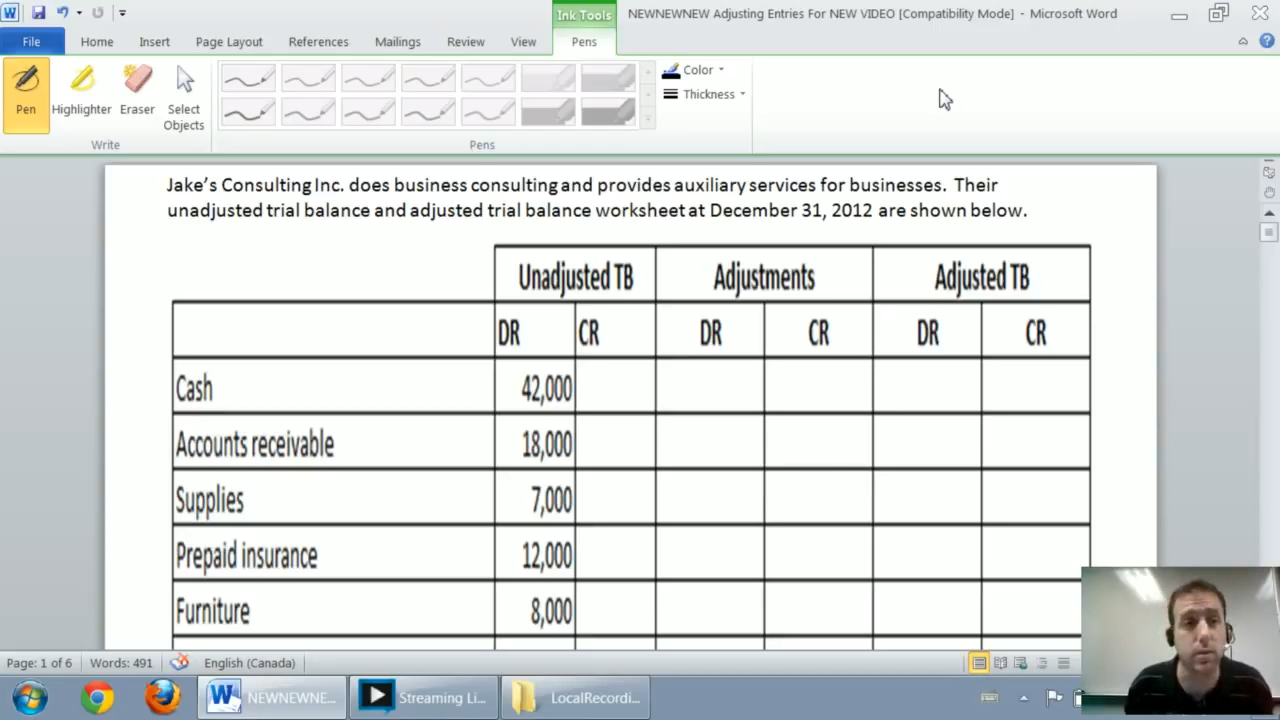 Ink Tools
NEWNEWNEW Adjusting Entries For NEW VIDEO [Compatibility Mode] - Microsoft Word
File Home Insert Page Layout References Mailings Review View Pens
Pen Highlighter Eraser Select Objects
Color
Thickness
Write Pens
Jake's Consulting Inc. does business consulting and provides auxiliary services for businesses. Their
unadjusted trial balance and adjusted trial balance worksheet at December 31, 2012 are shown below.
Unadjusted TB Adjustments Adjusted TB
DR CR DR CR DR CR
Cash 42,000
Accounts receivable 18,000
Supplies 7,000
Prepaid insurance 12,000
Furniture 8,000
Page: 1 of 6 Words: 491 English (Canada)
NEWNEWNE... Streaming Li... LocalRecordi...